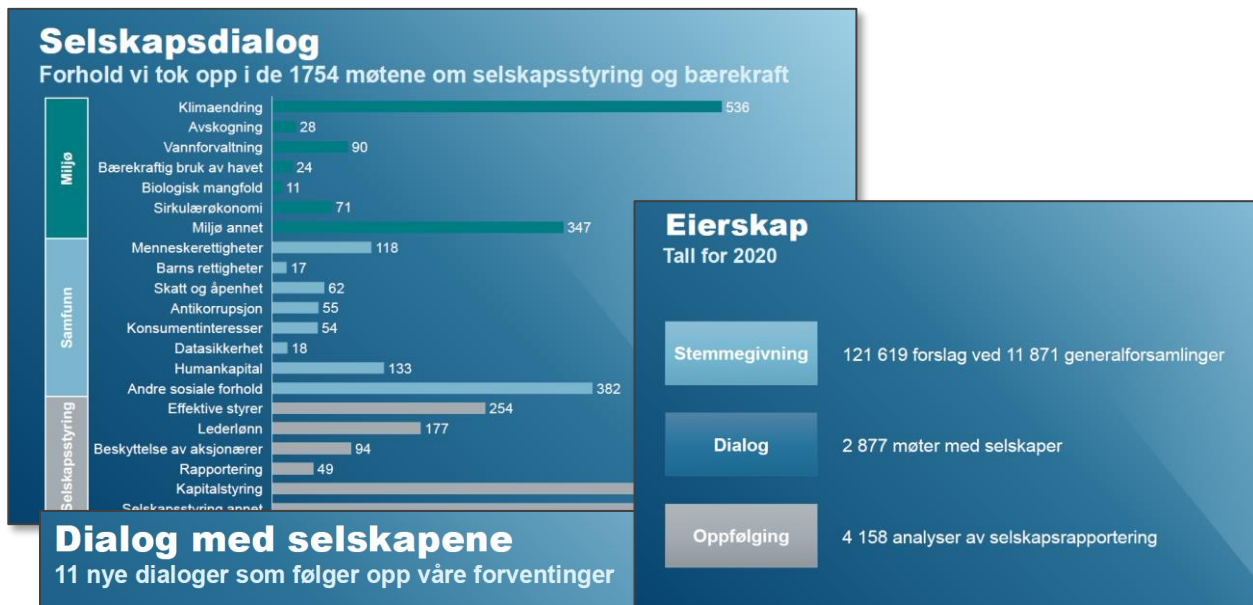 Selskapsdialog
Forhold vi tok opp i de 1754 møtene om selskapsstyring og bærekraft
Miljø
Klimaendring 536
Avskogning 28
Vannforvaltning 90
Bærekraftig bruk av havet 24
Biologisk mangfold 11
Sirkulærøkonomi 71
Miljø annet 347
Samfunn
Menneskerettigheter 118
Barns rettigheter 17
Skatt og åpenhet 62
Antikorrupsjon 55
Konsumentinteresser 54
Datasikkerhet 18
Humankapital 133
Andre sosiale forhold 382
Selskapsstyring
Effektive styrer 254
Lederlønn 177
Beskyttelse av aksjonærer 94
Rapportering 49
Kapitalstyring
Selskapsstyring annet
Eierskap
Tall for 2020
Stemmegivning 121 619 forslag ved 11 871 generalforsamlinger
Dialog 2 877 møter med selskaper
Oppfølging 4 158 analyser av selskapsrapportering
Dialog med selskapene
11 nye dialoger som følger opp våre forventinger